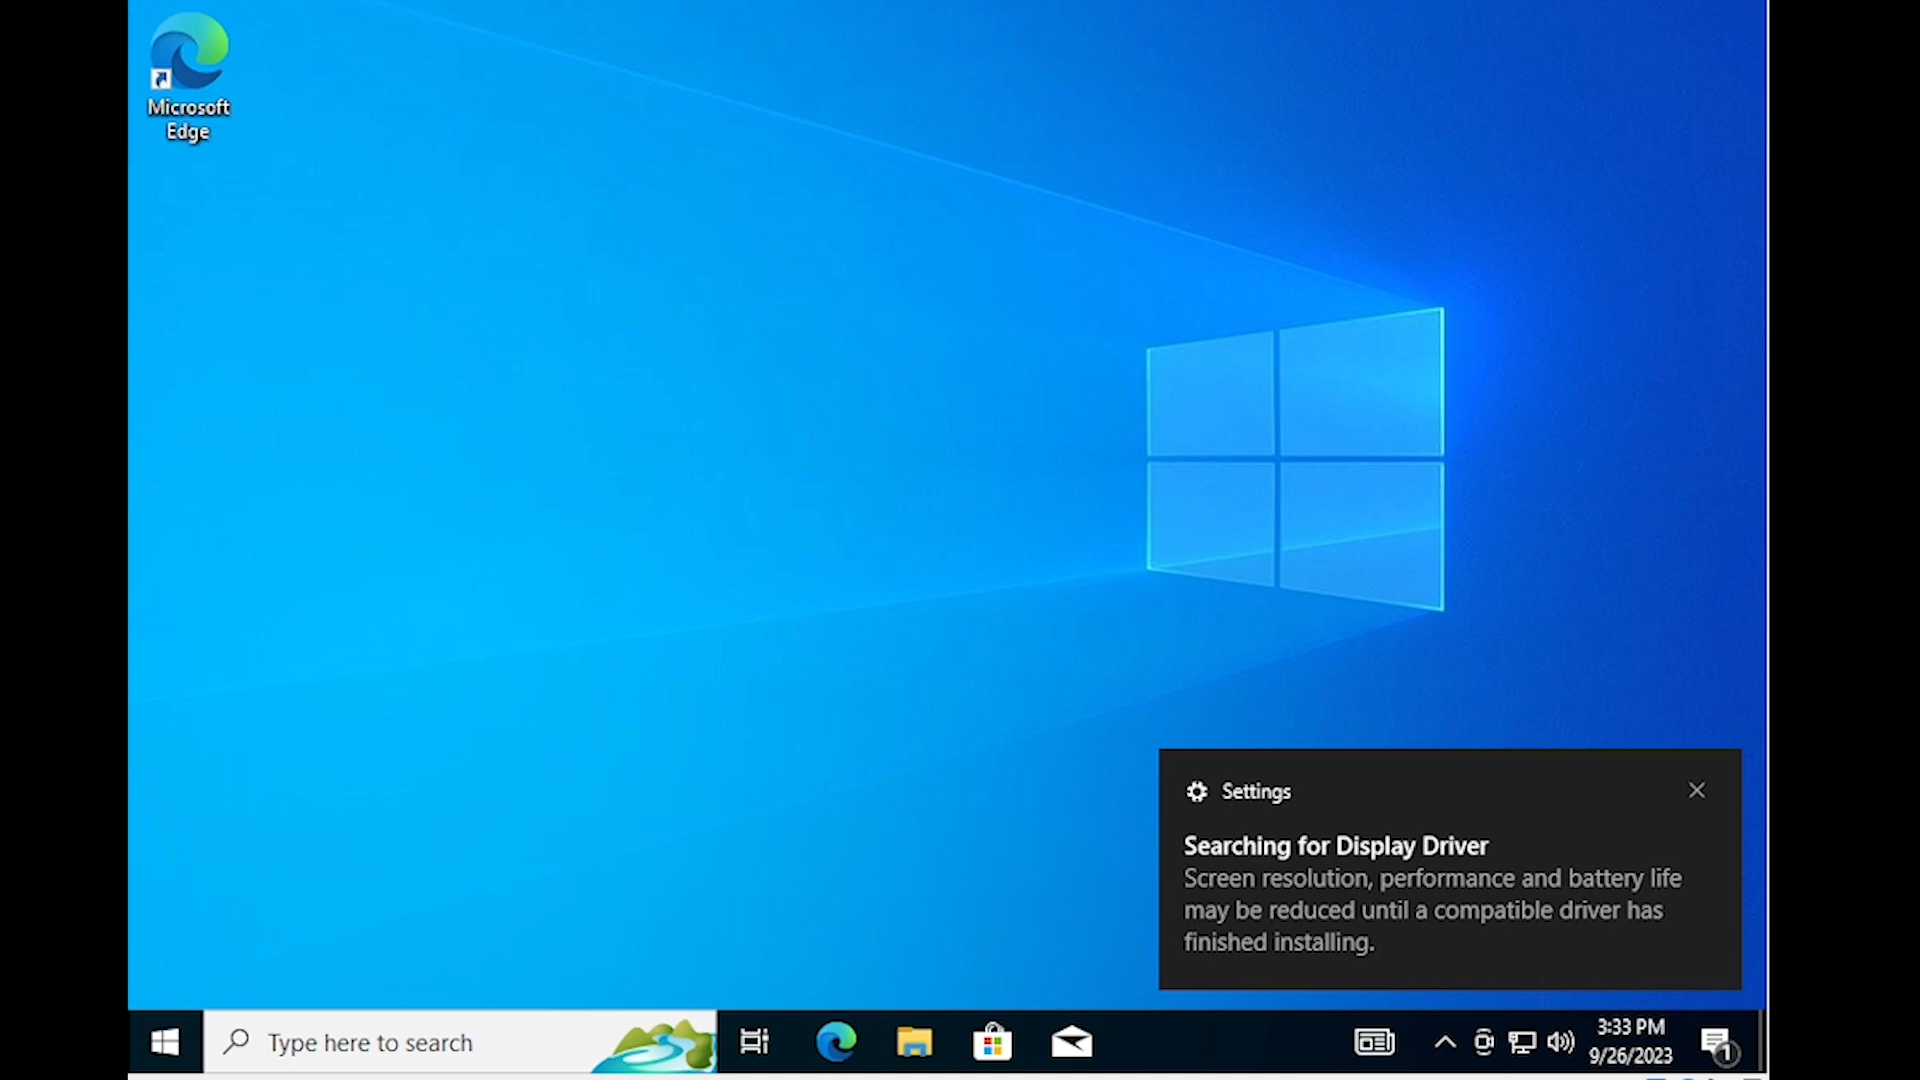 Microsoft
Edge
Settings
Searching for Display Driver
Screen resolution, performance and battery life
may be reduced until a compatible driver has
finished installing.
Type here to search
3:33 PM
9/26/2023
1